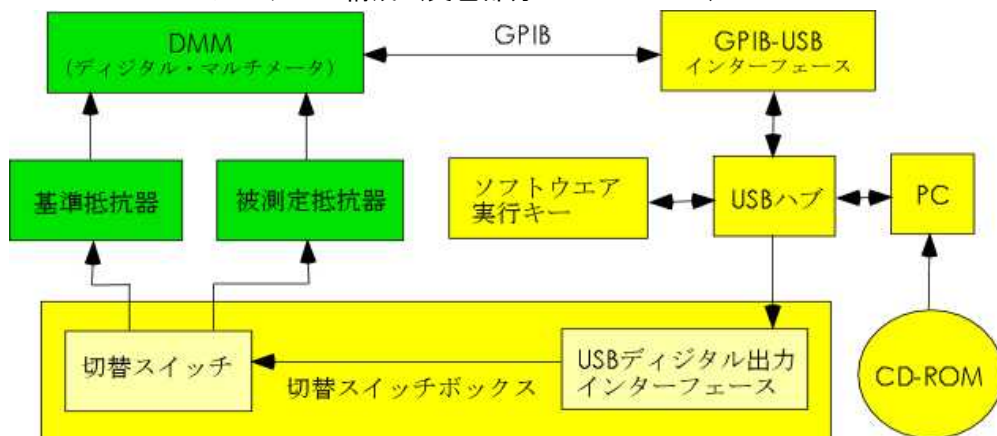 DMM
(ディジタル・マルチメータ)
GPIB
GPIB-USB
インターフェース
基準抵抗器
被測定抵抗器
ソフトウエア
実行キー
USBハブ
PC
切替スイッチ
切替スイッチボックス
USBディジタル出力
インターフェース
CD-ROM